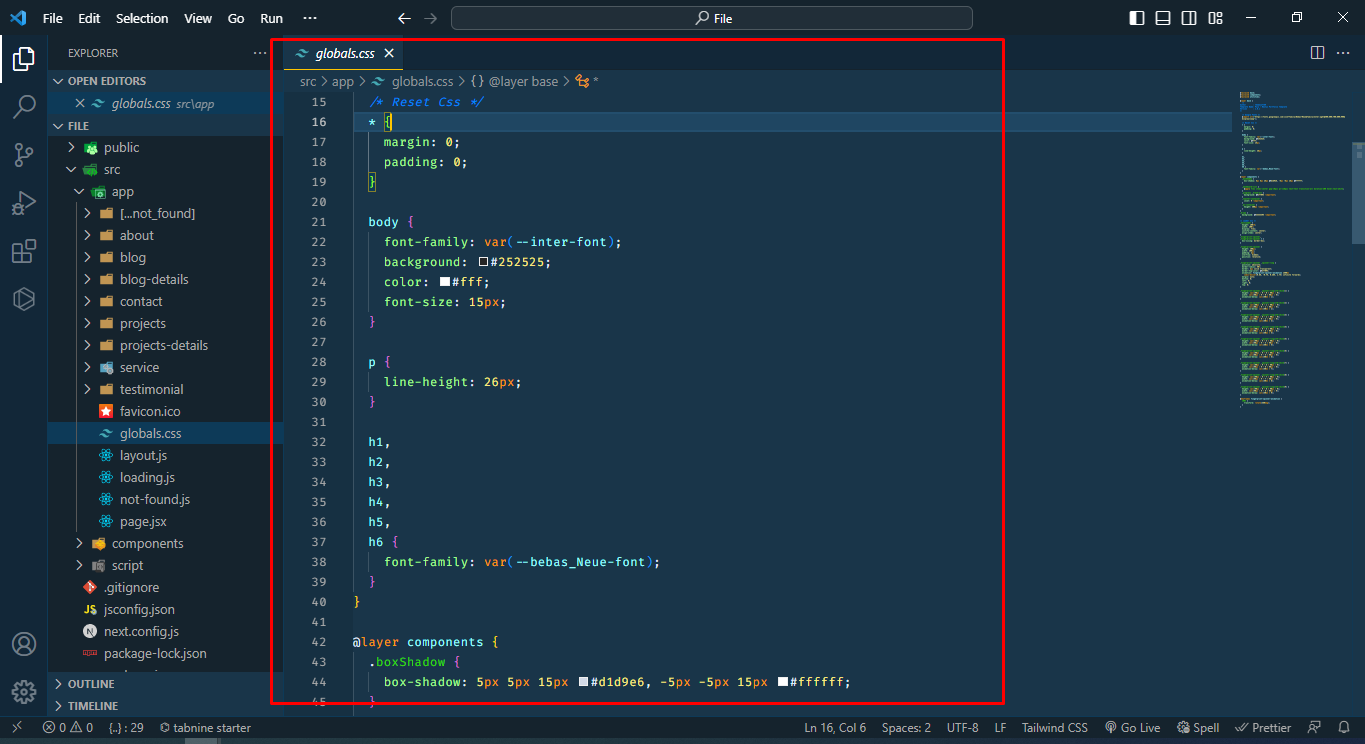 File Edit Selection View Go Run ··· File
EXPLORER ···
OPEN EDITORS
globals.css src\app
FILE
public
src
app
[...not_found]
about
blog
blog-details
contact
projects
projects-details
service
testimonial
favicon.ico
globals.css
layout.js
loading.js
not-found.js
page.jsx
components
script
.gitignore
JS jsconfig.json
N next.config.js
package-lock.json
OUTLINE
TIMELINE
globals.css
src > app > globals.css > {} @layer base > *
15 /* Reset Css */
16 * {
17 margin: 0;
18 padding: 0;
19 }
20
21 body {
22 font-family: var(--inter-font);
23 background: #252525;
24 color: #fff;
25 font-size: 15px;
26 }
27
28 p {
29 line-height: 26px;
30 }
31
32 h1,
33 h2,
34 h3,
35 h4,
36 h5,
37 h6 {
38 font-family: var(--bebas_Neue-font);
39 }
40 }
41
42 @layer components {
43 .boxShadow {
44 box-shadow: 5px 5px 15px #d1d9e6, -5px -5px 15px #ffffff;
45 }
0 0 {..} : 29 tabnine starter Ln 16, Col 6 Spaces: 2 UTF-8 LF Tailwind CSS Go Live Spell Prettier